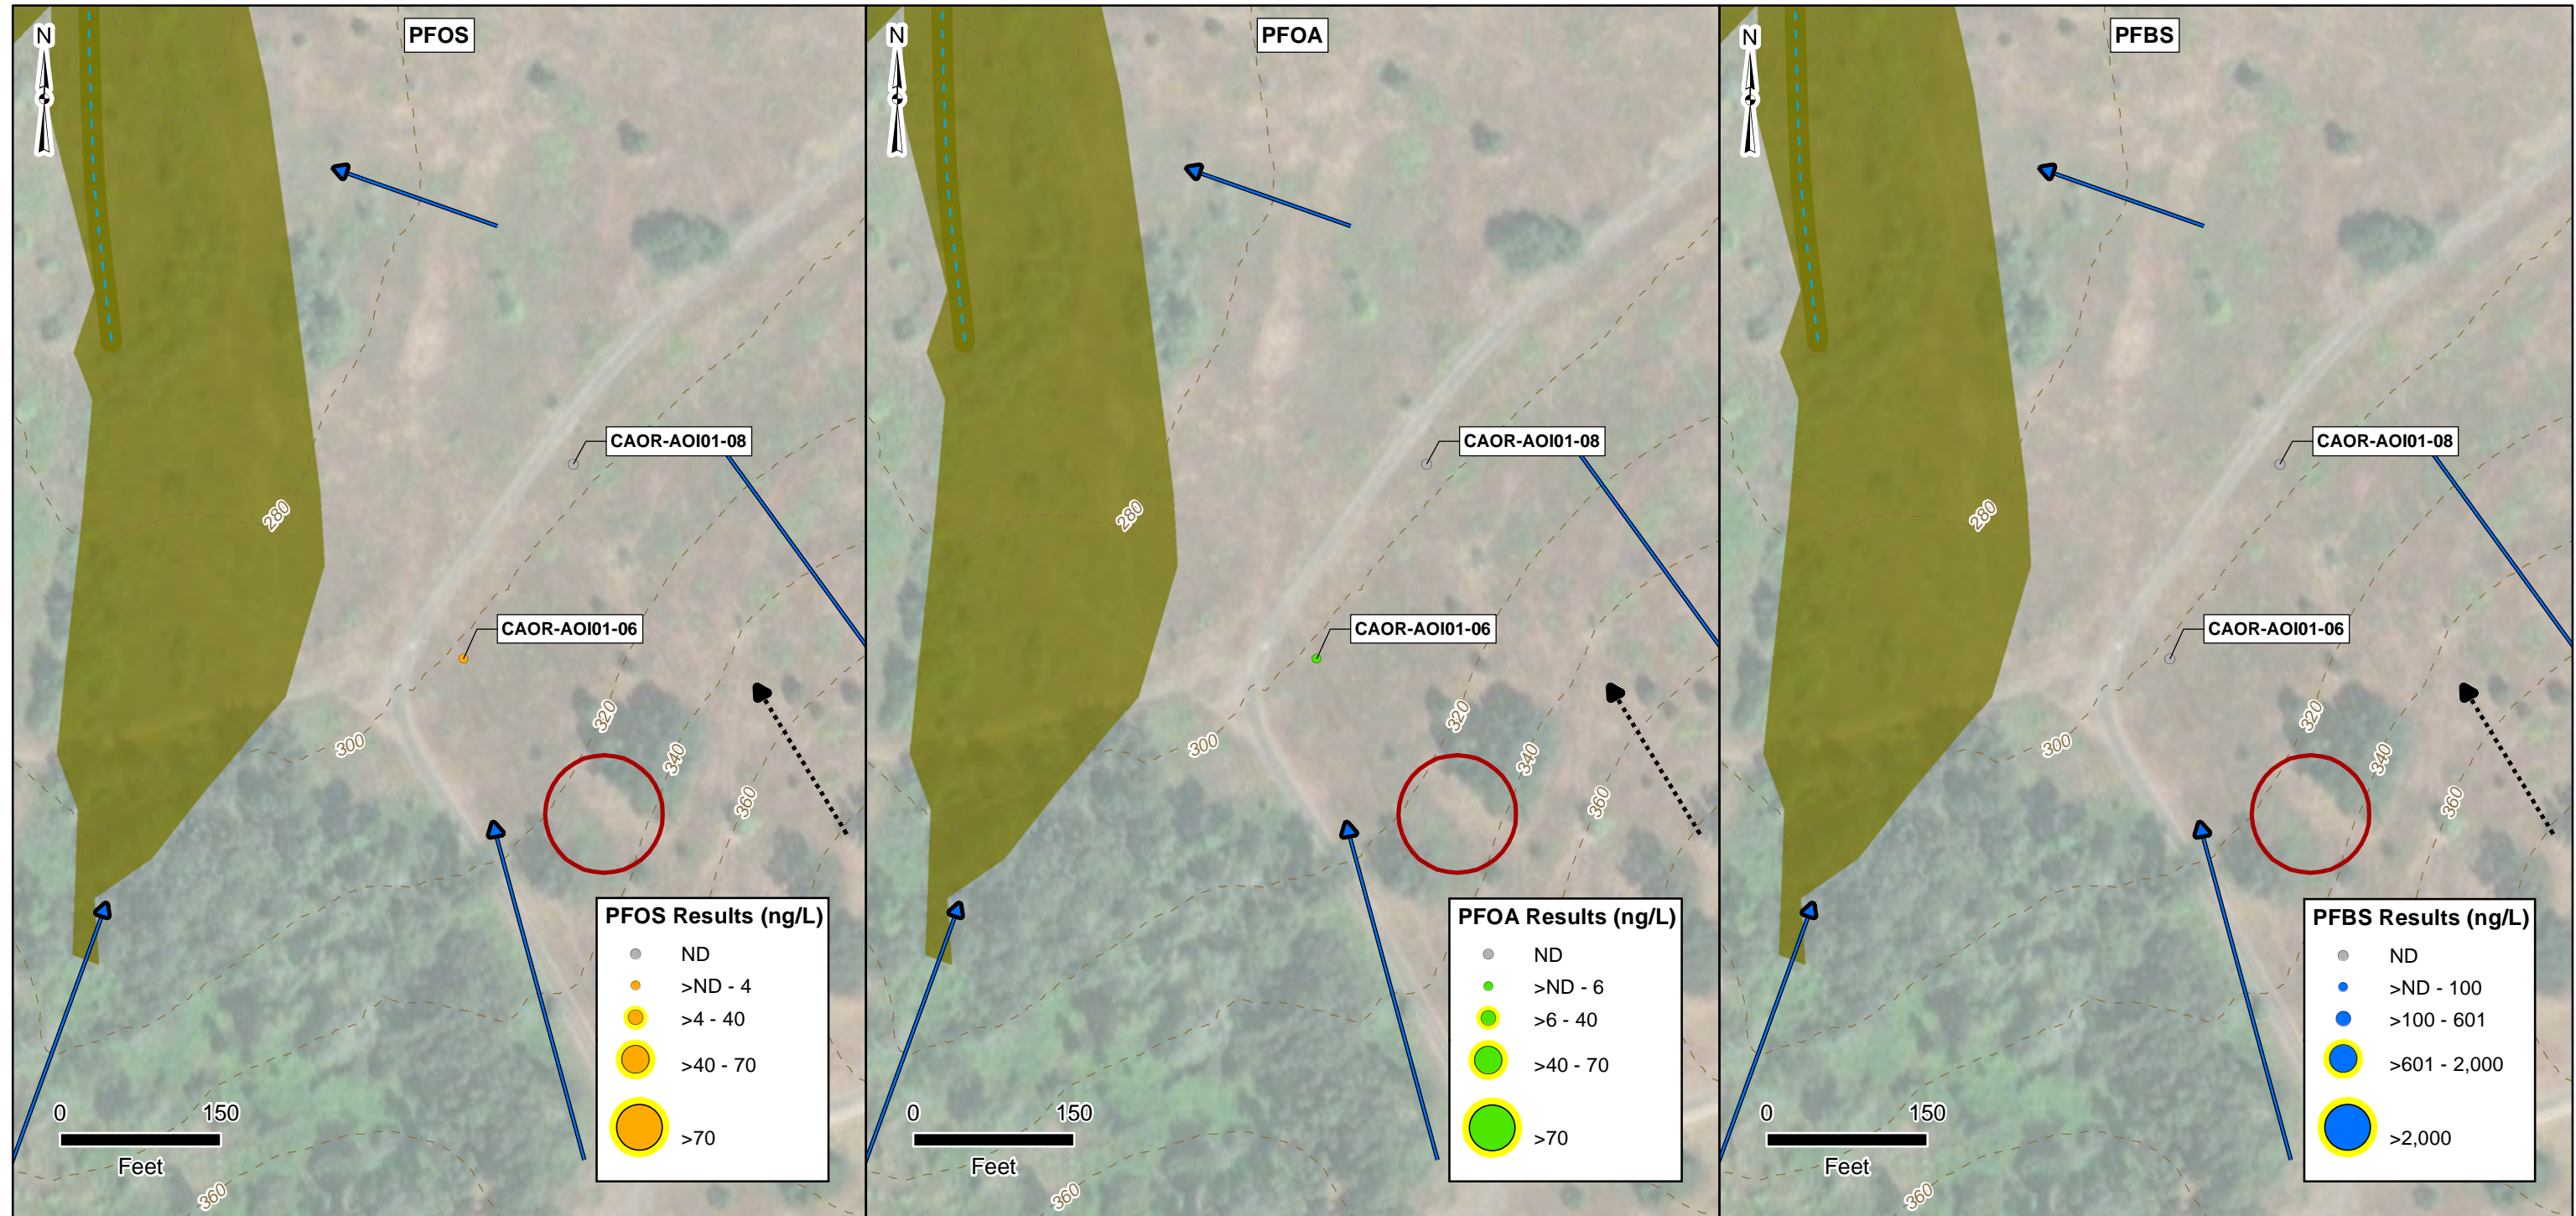 PFOS
N
CAOR-AOI01-08
280
CAOR-AOI01-06
320
300
340
360
PFOS Results (ng/L)
ND
>ND - 4
>4 - 40
>40 - 70
>70
0 150
Feet
360
PFOA
N
CAOR-AOI01-08
280
CAOR-AOI01-06
320
300
340
360
PFOA Results (ng/L)
ND
>ND - 6
>6 - 40
>40 - 70
>70
0 150
Feet
360
PFBS
N
CAOR-AOI01-08
280
CAOR-AOI01-06
320
300
340
360
PFBS Results (ng/L)
ND
>ND - 100
>100 - 601
>601 - 2,000
>2,000
0 150
Feet
360